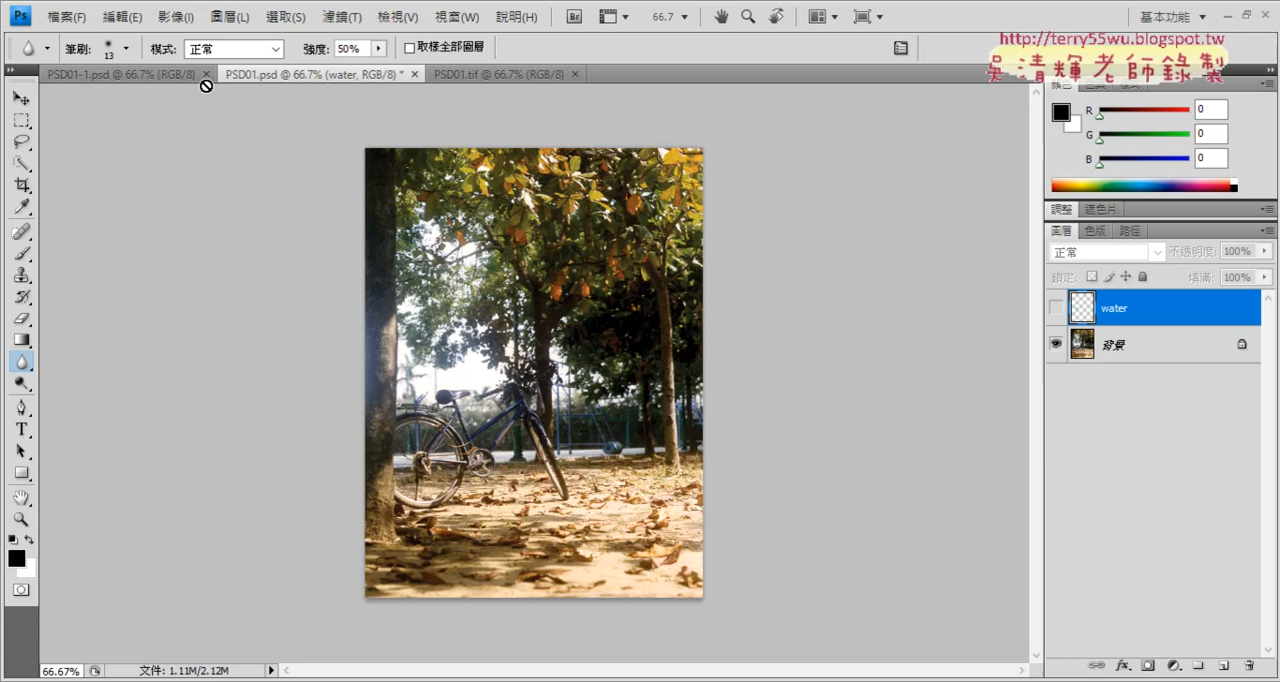 Ps 檔案(F) 編輯(E) 影像(I) 圖層(L) 選取(S) 濾鏡(T) 檢視(V) 視窗(W) 說明(H) Br 66.7 基本功能
筆刷: 13 模式: 正常 強度: 50% 取樣全部圖層
http://terry55wu.blogspot.tw
吳清輝老師錄製
PSD01-1.psd @ 66.7% (RGB/8) PSD01.psd @ 66.7% (water, RGB/8) * PSD01.tif @ 66.7% (RGB/8)
R 0
G 0
B 0
調整 遮色片
圖層 色版 路徑
正常 不透明度: 100%
鎖定: 填滿: 100%
water
背景
T
66.67% 文件: 1.11M/2.12M
fx